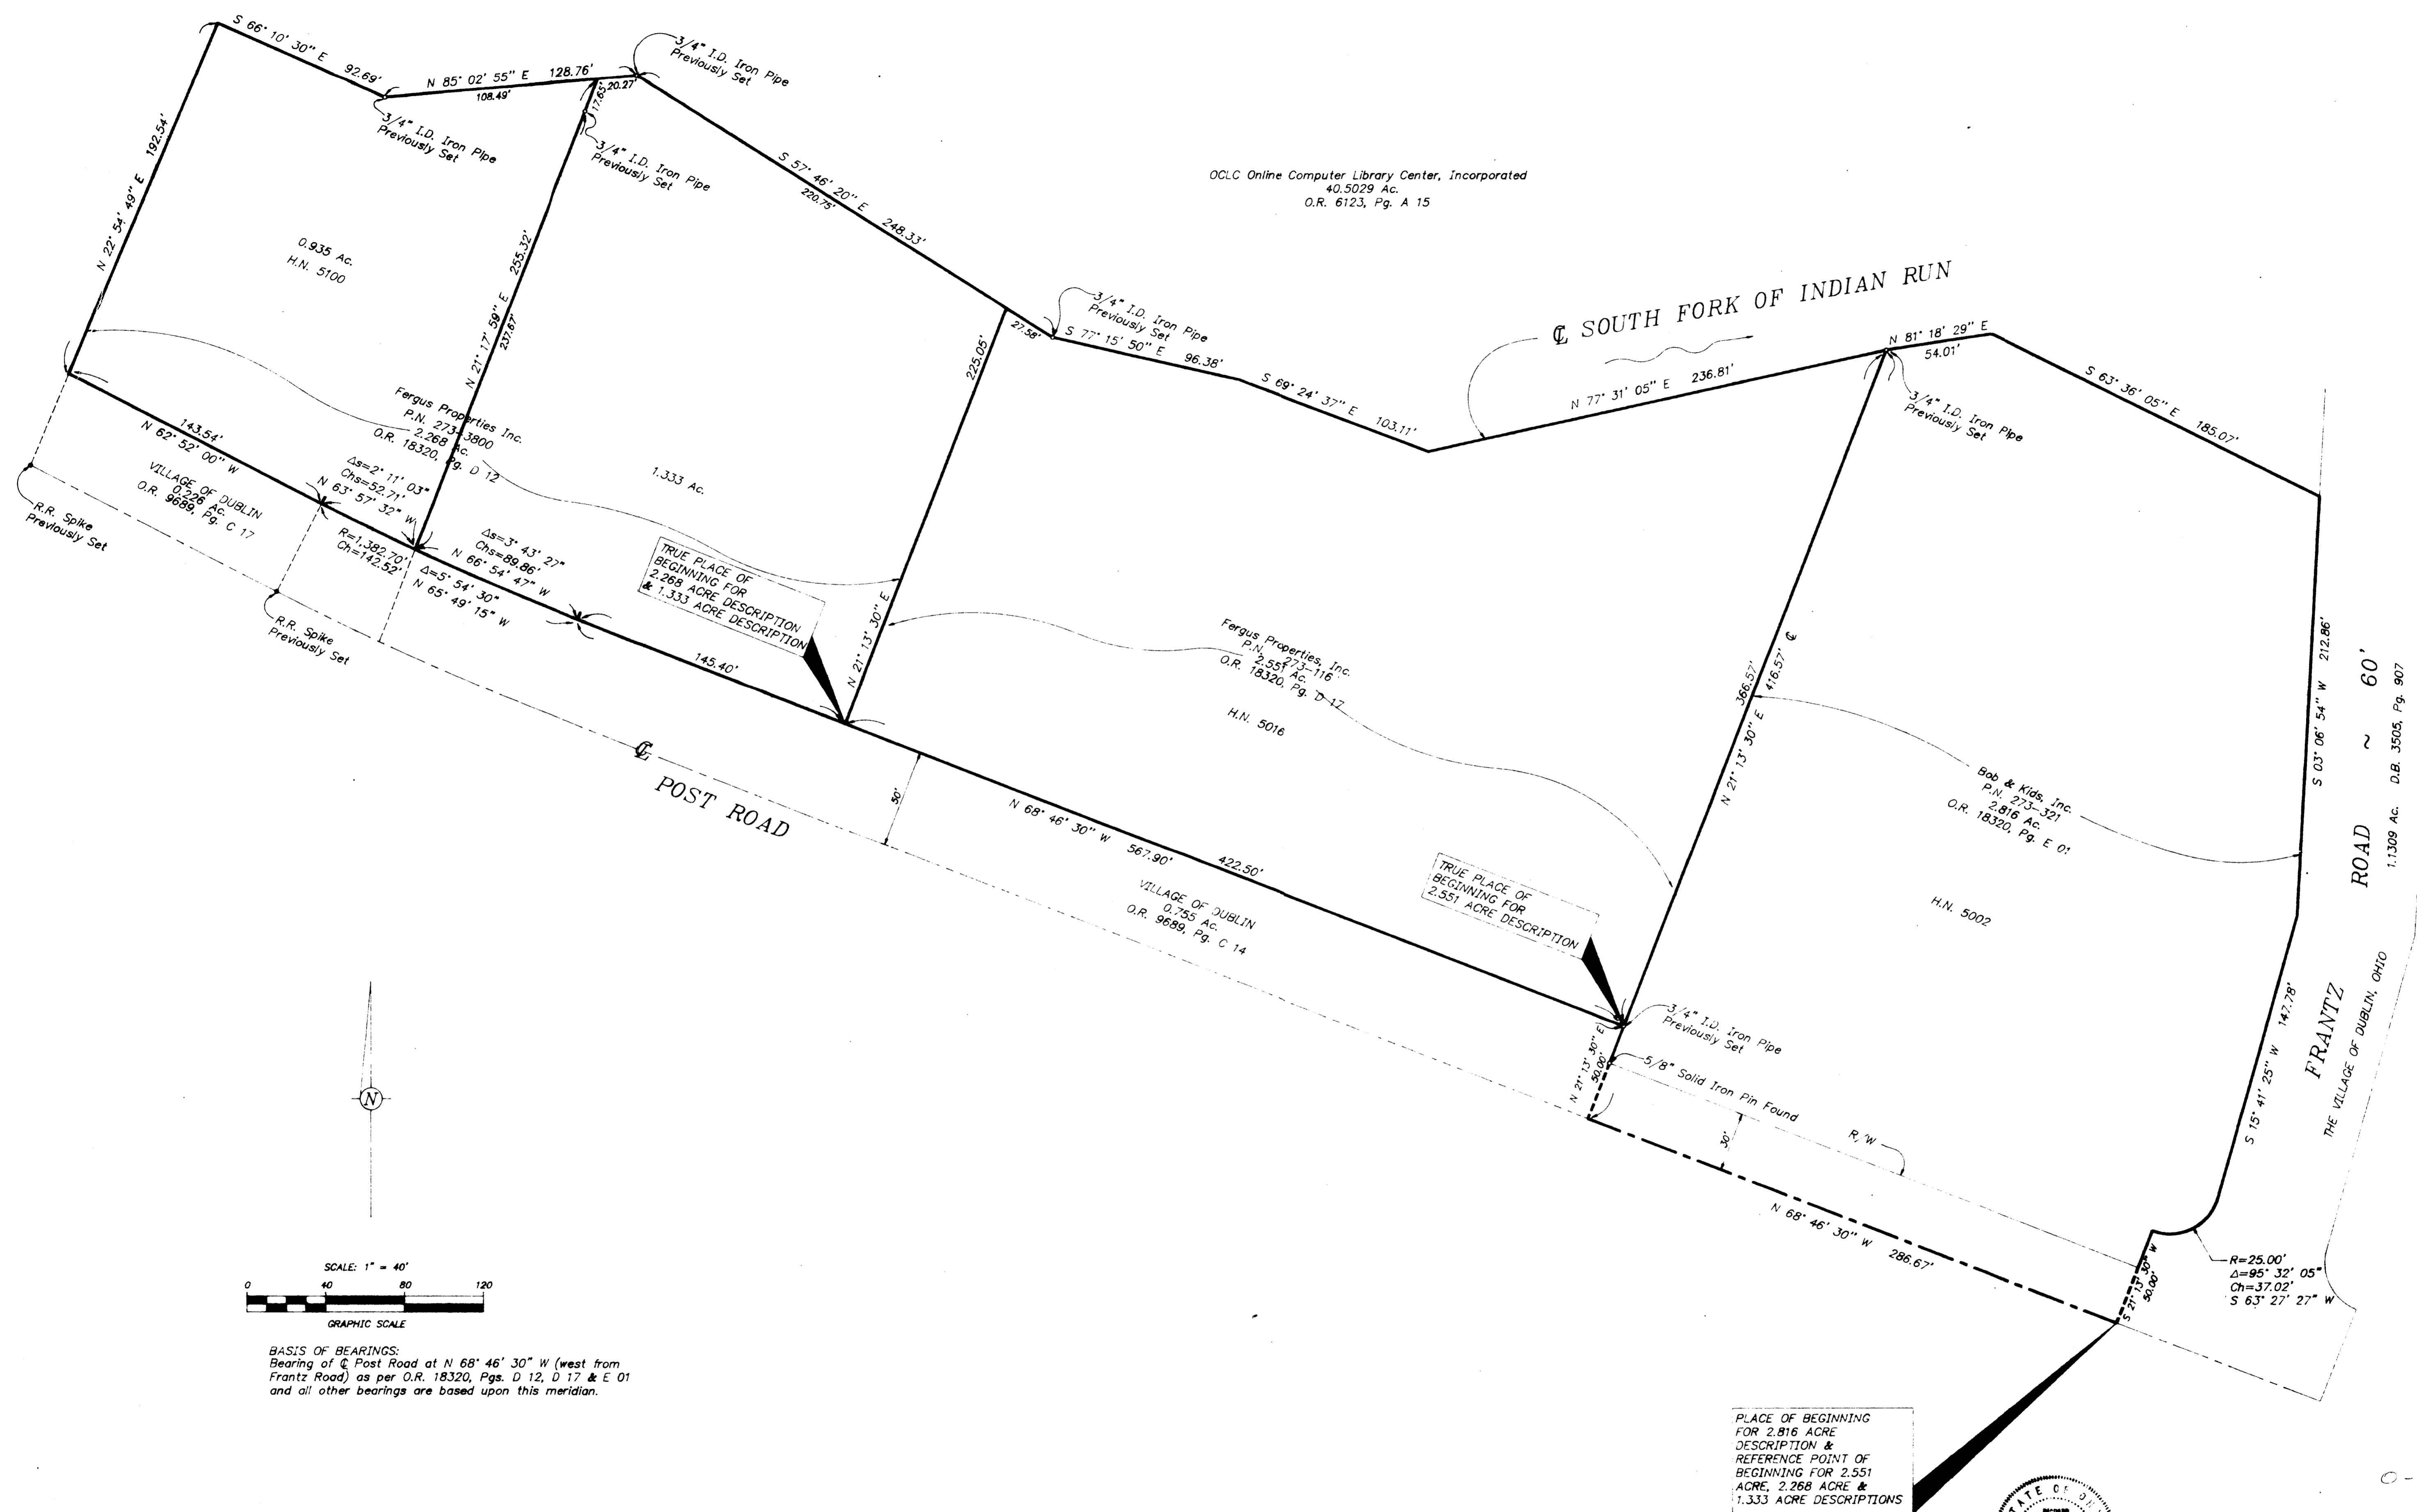 S 66° 10' 30" E 92.69'
N 85° 02' 55" E 128.76'
108.49'
20.27'
17.65'
3/4" I.D. Iron Pipe
Previously Set
3/4" I.D. Iron Pipe
Previously Set
3/4" I.D. Iron Pipe
Previously Set
N 22° 54' 49" E 192.54'
0.935 Ac.
H.N. 5100
N 21° 17' 59" E 255.32'
237.67'
S 57° 46' 20" E 248.33'
220.75'
27.58'
OCLC Online Computer Library Center, Incorporated
40.5029 Ac.
O.R. 6123, Pg. A 15
3/4" I.D. Iron Pipe
Previously Set
S 77° 15' 50" E 96.38'
S 69° 24' 37" E 103.11'
℄ SOUTH FORK OF INDIAN RUN
N 77° 31' 05" E 236.81'
N 81° 18' 29" E
54.01'
3/4" I.D. Iron Pipe
Previously Set
S 63° 36' 05" E 185.07'
Fergus Properties Inc.
P.N. 273-3800
2.268 Ac.
O.R. 18320, Pg. D 12
143.54'
N 62° 52' 00" W
VILLAGE OF DUBLIN
0.226 Ac.
O.R. 9689, Pg. C 17
R.R. Spike
Previously Set
R.R. Spike
Previously Set
Δs=2° 11' 03"
Chs=52.71'
N 63° 57' 32" W
R=1,382.70'
Ch=142.52'
Δ=5° 54' 30"
N 65° 49' 15" W
Δs=3° 43' 27"
Chs=89.86'
N 66° 54' 47" W
1.333 Ac.
225.05'
N 21° 13' 30" E
TRUE PLACE OF
BEGINNING FOR
2.268 ACRE DESCRIPTION
& 1.333 ACRE DESCRIPTION
145.40'
℄
POST ROAD
50'
Fergus Properties, Inc.
P.N. 273-116
2.551 Ac.
O.R. 18320, Pg. D 17
H.N. 5016
N 68° 46' 30" W 567.90' 422.50'
VILLAGE OF DUBLIN
0.755 Ac.
O.R. 9689, Pg. C 14
366.57'
N 21° 13' 30" E 416.57' ℄
TRUE PLACE OF
BEGINNING FOR
2.551 ACRE DESCRIPTION
Bob & Kids, Inc.
P.N. 273-321
2.816 Ac.
O.R. 18320, Pg. E 01
H.N. 5002
S 03° 06' 54" W 212.86'
FRANTZ ROAD ~ 60'
1.1309 Ac. D.B. 3505, Pg. 907
THE VILLAGE OF DUBLIN, OHIO
S 15° 41' 25" W 147.78'
3/4" I.D. Iron Pipe
Previously Set
5/8" Solid Iron Pin Found
N 21° 13' 30" E
50.00'
30'
R/W
N 68° 46' 30" W 286.67'
S 21° 13' 30" W
50.00'
R=25.00'
Δ=95° 32' 05"
Ch=37.02'
S 63° 27' 27" W
N
SCALE: 1" = 40'
0 40 80 120
GRAPHIC SCALE
BASIS OF BEARINGS:
Bearing of ℄ Post Road at N 68° 46' 30" W (west from
Frantz Road) as per O.R. 18320, Pgs. D 12, D 17 & E 01
and all other bearings are based upon this meridian.
PLACE OF BEGINNING
FOR 2.816 ACRE
DESCRIPTION &
REFERENCE POINT OF
BEGINNING FOR 2.551
ACRE, 2.268 ACRE &
1.333 ACRE DESCRIPTIONS